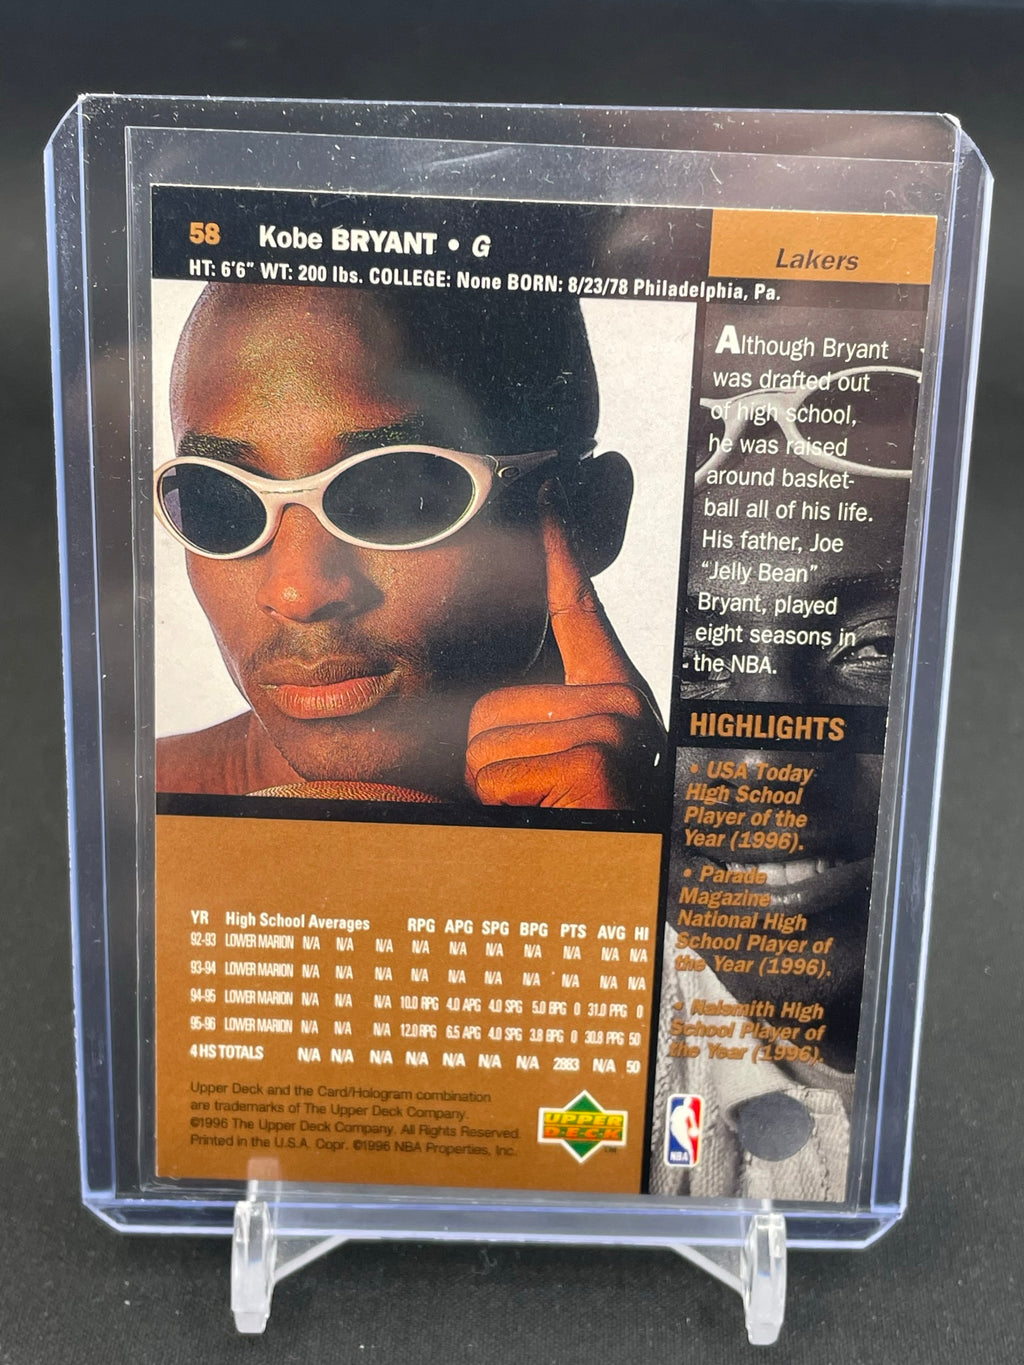 58 Kobe BRYANT • G
Lakers
HT: 6'6" WT: 200 lbs. COLLEGE: None BORN: 8/23/78 Philadelphia, Pa.
Although Bryant
was drafted out
of high school,
he was raised
around basket-
ball all of his life.
His father, Joe
"Jelly Bean"
Bryant, played
eight seasons in
the NBA.
HIGHLIGHTS
• USA Today
High School
Player of the
Year (1996).
• Parade
Magazine
National High
School Player of
the Year (1996).
• Naismith High
School Player of
the Year (1996).
YR High School Averages RPG APG SPG BPG PTS AVG HI
92-93 LOWER MARION N/A N/A N/A N/A N/A N/A N/A N/A N/A N/A
93-94 LOWER MARION N/A N/A N/A N/A N/A N/A N/A N/A N/A N/A
94-95 LOWER MARION N/A N/A N/A 10.0 RPG 4.0 APG 4.0 SPG 5.0 BPG 0 31.0 PPG 0
95-96 LOWER MARION N/A N/A N/A 12.0 RPG 6.5 APG 4.0 SPG 3.8 BPG 0 30.8 PPG 50
4 HS TOTALS N/A N/A N/A N/A N/A N/A N/A 2883 N/A 50
Upper Deck and the Card/Hologram combination
are trademarks of The Upper Deck Company.
©1996 The Upper Deck Company. All Rights Reserved.
Printed in the U.S.A. Copr. ©1996 NBA Properties, Inc.
UPPER
DECK
TM
NBA